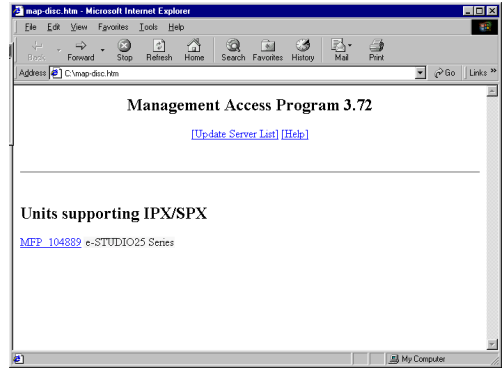 map-disc.htm - Microsoft Internet Explorer
File Edit View Favorites Tools Help
Back Forward Stop Refresh Home Search Favorites History Mail Print
Address C:\map-disc.htm Go Links »
Management Access Program 3.72
[Update Server List] [Help]
Units supporting IPX/SPX
MFP_104889 e-STUDIO25 Series
My Computer